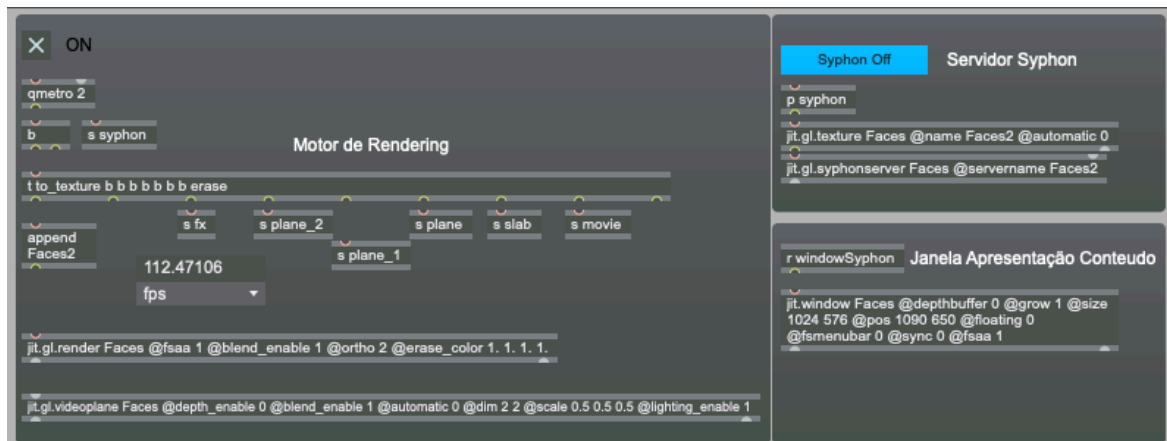 ON
qmetro 2
b
s syphon
Motor de Rendering
t to_texture b b b b b b b erase
s fx
s plane_2
s plane
s slab
s movie
append
Faces2
s plane_1
112.47106
fps
jit.gl.render Faces @fsaa 1 @blend_enable 1 @ortho 2 @erase_color 1. 1. 1. 1.
jit.gl.videoplane Faces @depth_enable 0 @blend_enable 1 @automatic 0 @dim 2 2 @scale 0.5 0.5 0.5 @lighting_enable 1
Syphon Off
Servidor Syphon
p syphon
jit.gl.texture Faces @name Faces2 @automatic 0
jit.gl.syphonserver Faces @servername Faces2
r windowSyphon
Janela Apresentação Conteudo
jit.window Faces @depthbuffer 0 @grow 1 @size
1024 576 @pos 1090 650 @floating 0
@fsmenubar 0 @sync 0 @fsaa 1